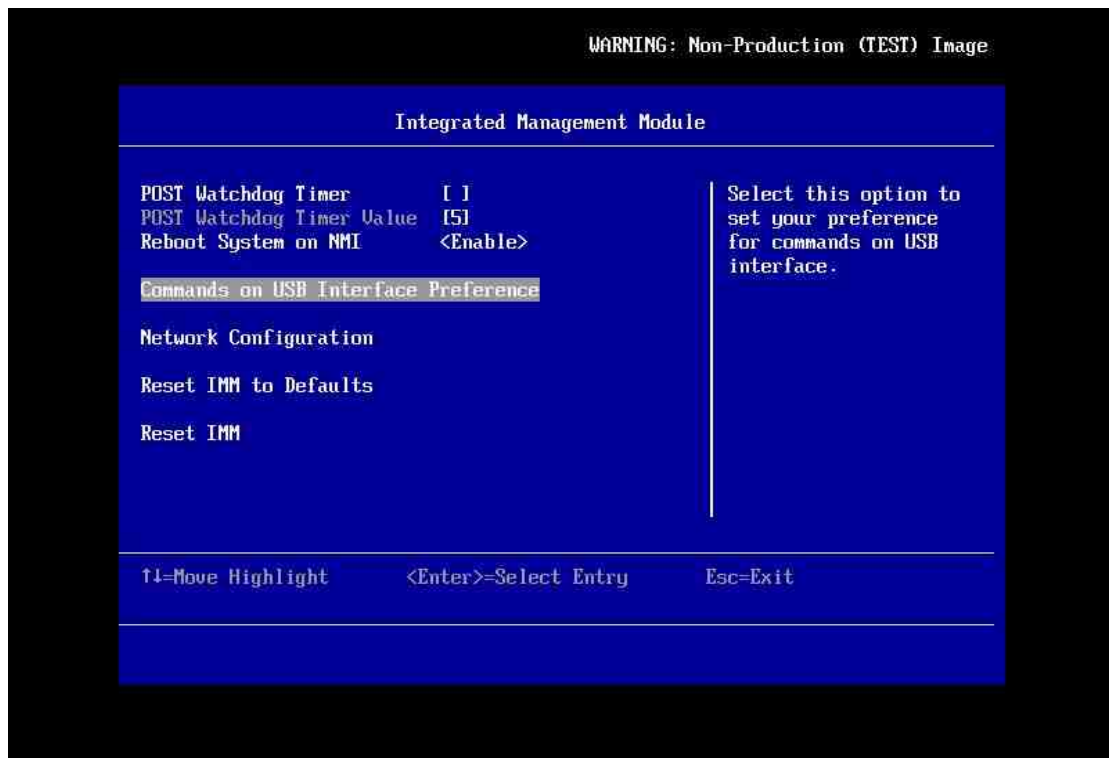 WARNING: Non-Production (TEST) Image
Integrated Management Module
POST Watchdog Timer [ ]
POST Watchdog Timer Value [5]
Reboot System on NMI <Enable>
Commands on USB Interface Preference
Network Configuration
Reset IMM to Defaults
Reset IMM
Select this option to
set your preference
for commands on USB
interface.
↑↓=Move Highlight <Enter>=Select Entry Esc=Exit